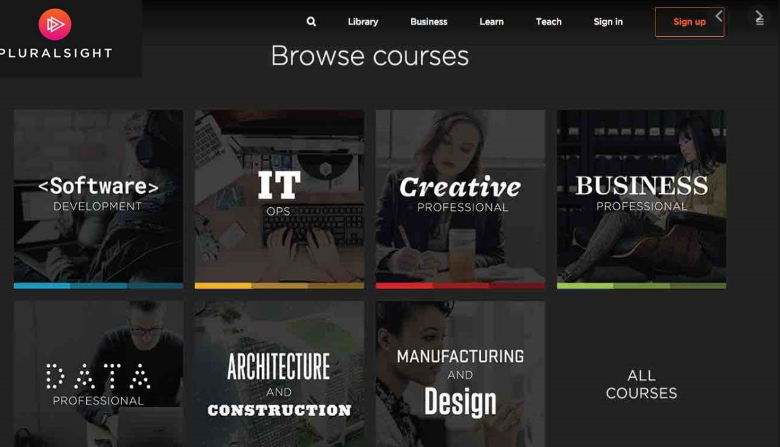 PLURALSIGHT
Library Business Learn Teach Sign in Sign up
Browse courses
<Software>
DEVELOPMENT
IT
OPS
Creative
PROFESSIONAL
BUSINESS
PROFESSIONAL
DATA
PROFESSIONAL
ARCHITECTURE
AND
CONSTRUCTION
MANUFACTURING
AND
Design
ALL
COURSES